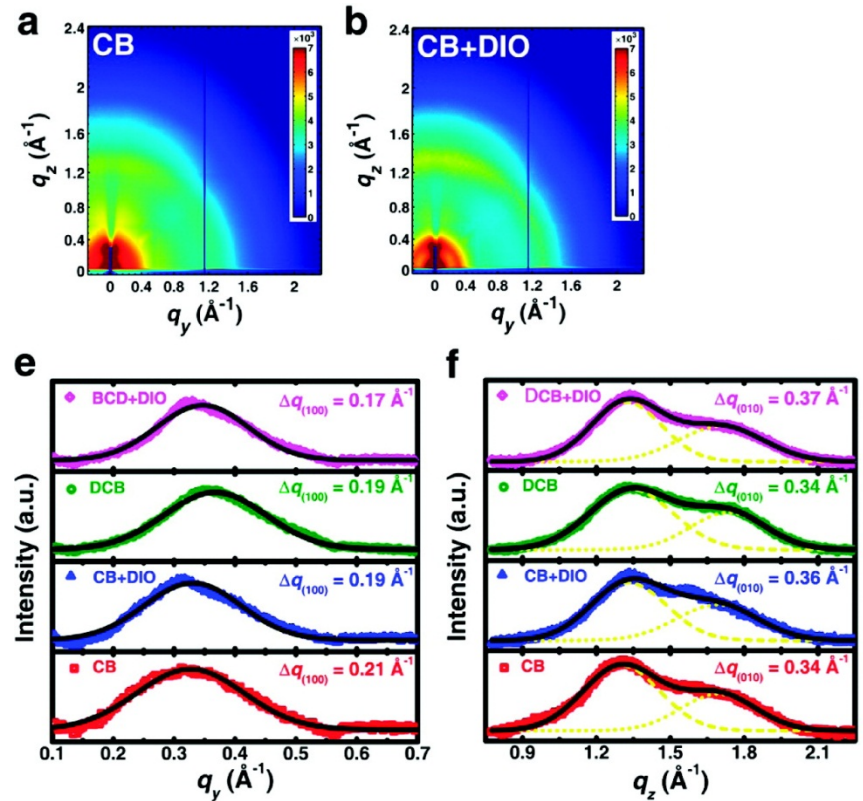 a
CB
b
CB+DIO
×10³
7
6
5
4
3
2
1
0
×10³
7
6
5
4
3
2
1
0
2.4
2
1.6
1.2
0.8
0.4
0
2.4
2
1.6
1.2
0.8
0.4
0
qz (Å⁻¹)
qz (Å⁻¹)
0 0.4 0.8 1.2 1.6 2
0 0.4 0.8 1.2 1.6 2
qy (Å⁻¹)
qy (Å⁻¹)
e
BCD+DIO Δq(100) = 0.17 Å⁻¹
DCB Δq(100) = 0.19 Å⁻¹
CB+DIO Δq(100) = 0.19 Å⁻¹
CB Δq(100) = 0.21 Å⁻¹
Intensity (a.u.)
0.1 0.2 0.3 0.4 0.5 0.6 0.7
qy (Å⁻¹)
f
DCB+DIO Δq(010) = 0.37 Å⁻¹
DCB Δq(010) = 0.34 Å⁻¹
CB+DIO Δq(010) = 0.36 Å⁻¹
CB Δq(010) = 0.34 Å⁻¹
Intensity (a.u.)
0.9 1.2 1.5 1.8 2.1
qz (Å⁻¹)